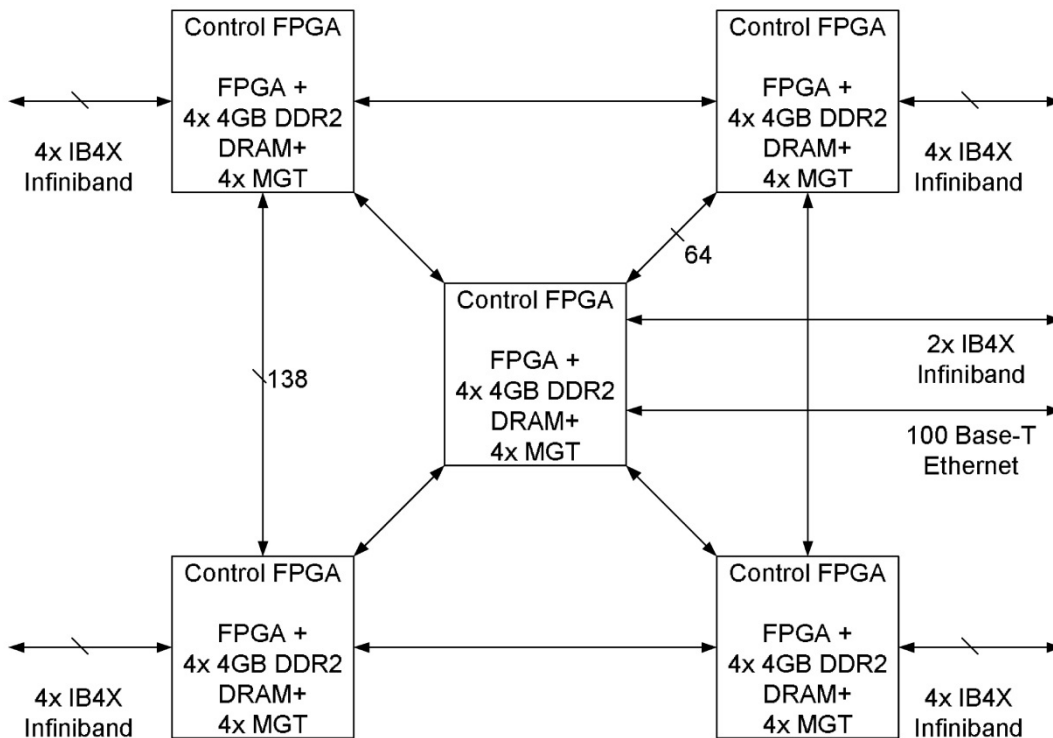 Control FPGA
FPGA +
4x 4GB DDR2
DRAM+
4x MGT
Control FPGA
FPGA +
4x 4GB DDR2
DRAM+
4x MGT
4x IB4X
Infiniband
4x IB4X
Infiniband
64
Control FPGA
FPGA +
4x 4GB DDR2
DRAM+
4x MGT
2x IB4X
Infiniband
138
100 Base-T
Ethernet
Control FPGA
FPGA +
4x 4GB DDR2
DRAM+
4x MGT
Control FPGA
FPGA +
4x 4GB DDR2
DRAM+
4x MGT
4x IB4X
Infiniband
4x IB4X
Infiniband